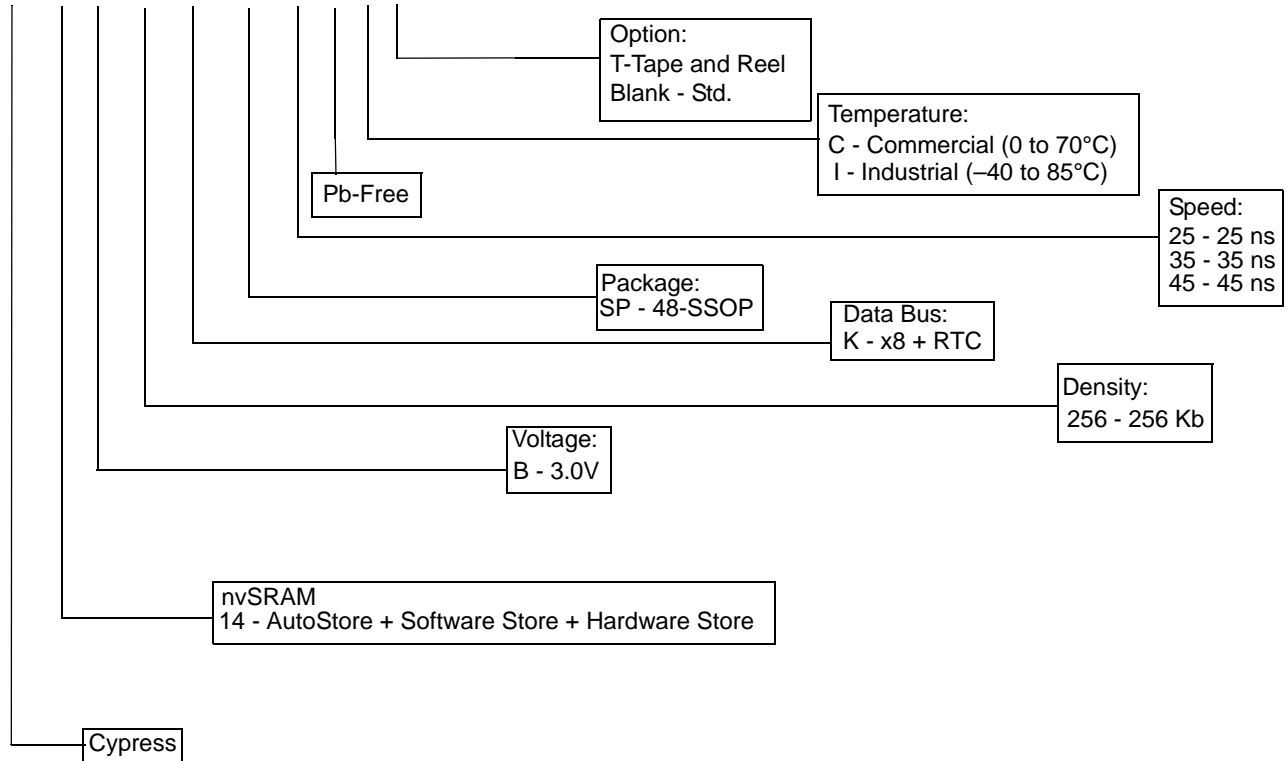 Option:
T-Tape and Reel
Blank - Std.
Temperature:
C - Commercial (0 to 70°C)
I - Industrial (–40 to 85°C)
Pb-Free
Speed:
25 - 25 ns
35 - 35 ns
45 - 45 ns
Package:
SP - 48-SSOP
Data Bus:
K - x8 + RTC
Density:
256 - 256 Kb
Voltage:
B - 3.0V
nvSRAM
14 - AutoStore + Software Store + Hardware Store
Cypress